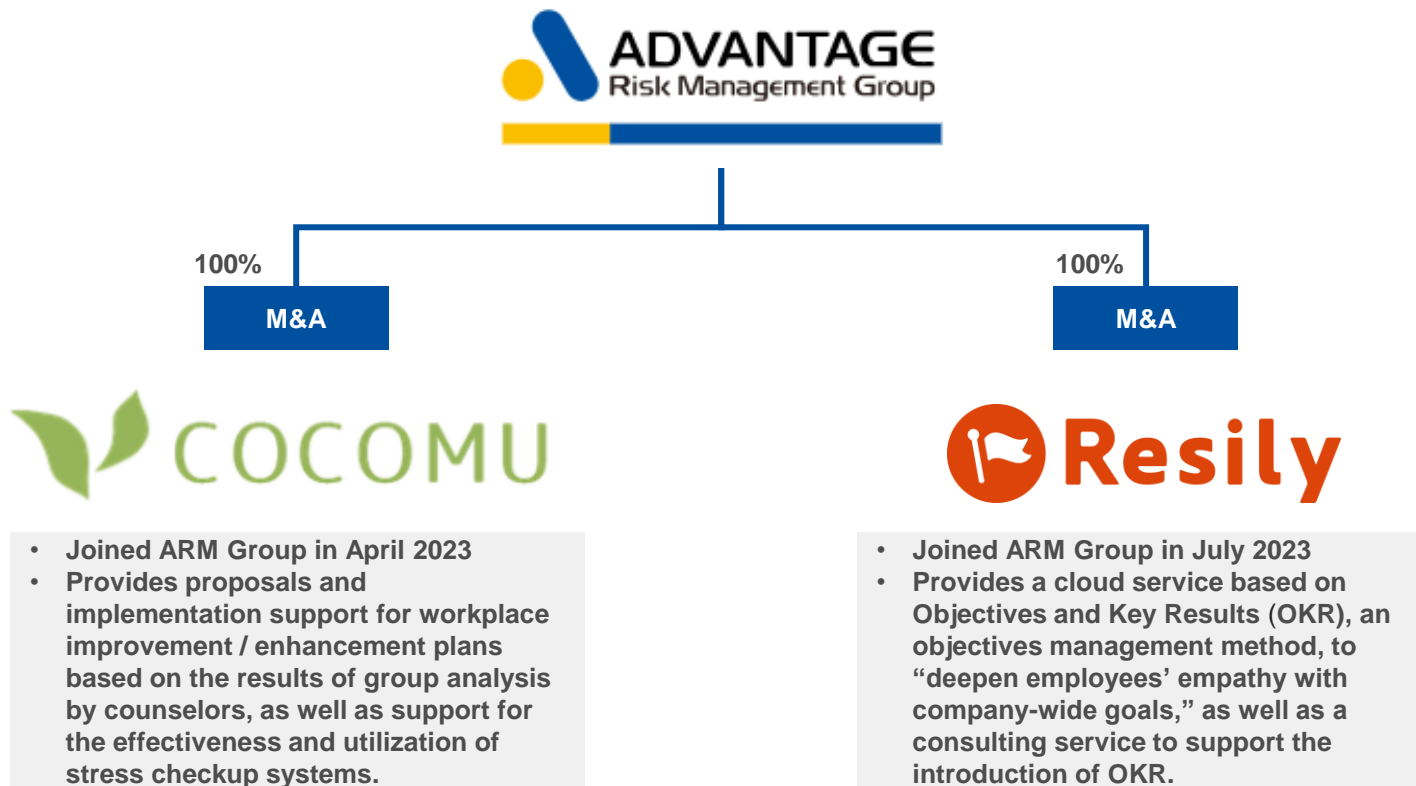 ADVANTAGE
Risk Management Group
100%
100%
M&A
M&A
COCOMU
Resily
• Joined ARM Group in April 2023
• Provides proposals and
implementation support for workplace
improvement / enhancement plans
based on the results of group analysis
by counselors, as well as support for
the effectiveness and utilization of
stress checkup systems.
• Joined ARM Group in July 2023
• Provides a cloud service based on
Objectives and Key Results (OKR), an
objectives management method, to
“deepen employees’ empathy with
company-wide goals,” as well as a
consulting service to support the
introduction of OKR.